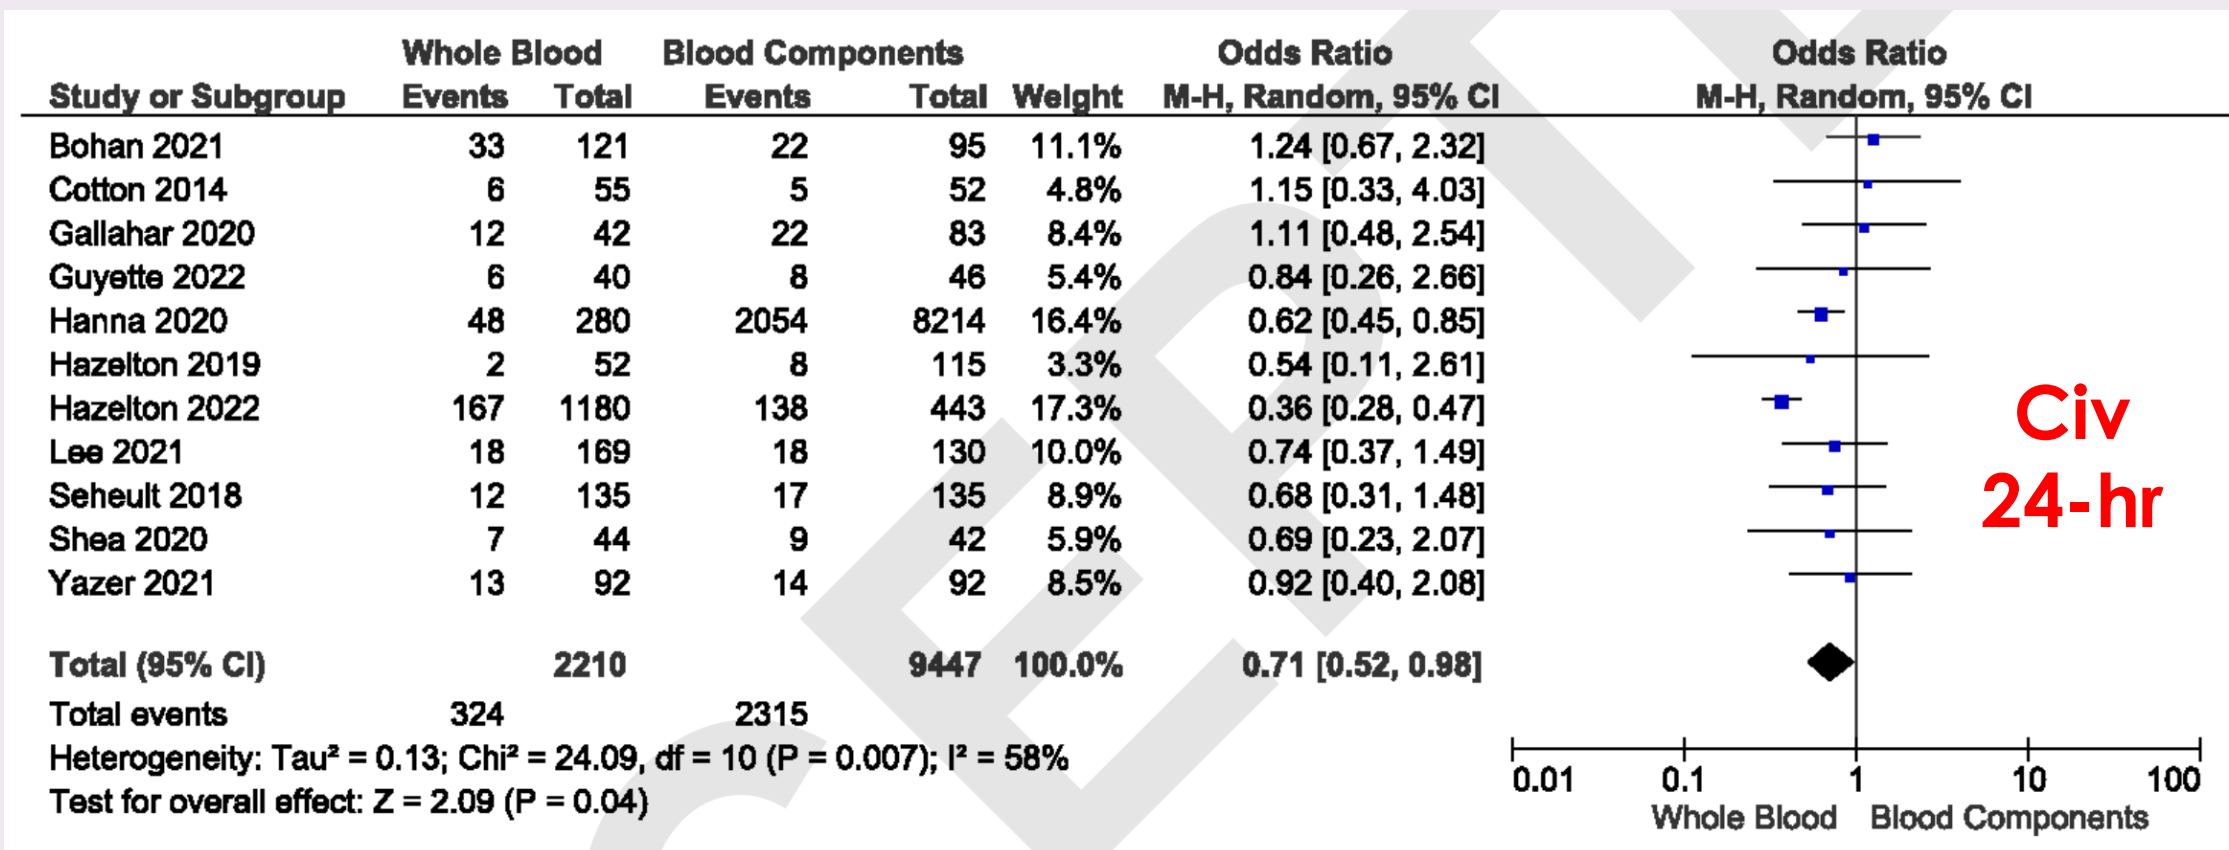 Whole Blood Blood Components Odds Ratio Odds Ratio
Study or Subgroup Events Total Events Total Weight M-H, Random, 95% CI M-H, Random, 95% CI
Bohan 2021 33 121 22 95 11.1% 1.24 [0.67, 2.32]
Cotton 2014 6 55 5 52 4.8% 1.15 [0.33, 4.03]
Gallahar 2020 12 42 22 83 8.4% 1.11 [0.48, 2.54]
Guyette 2022 6 40 8 46 5.4% 0.84 [0.26, 2.66]
Hanna 2020 48 280 2054 8214 16.4% 0.62 [0.45, 0.85]
Hazelton 2019 2 52 8 115 3.3% 0.54 [0.11, 2.61]
Hazelton 2022 167 1180 138 443 17.3% 0.36 [0.28, 0.47]
Lee 2021 18 169 18 130 10.0% 0.74 [0.37, 1.49]
Seheult 2018 12 135 17 135 8.9% 0.68 [0.31, 1.48]
Shea 2020 7 44 9 42 5.9% 0.69 [0.23, 2.07]
Yazer 2021 13 92 14 92 8.5% 0.92 [0.40, 2.08]
Civ
24-hr
Total (95% CI) 2210 9447 100.0% 0.71 [0.52, 0.98]
Total events 324 2315
Heterogeneity: Tau² = 0.13; Chi² = 24.09, df = 10 (P = 0.007); I² = 58%
Test for overall effect: Z = 2.09 (P = 0.04)
0.01 0.1 1 10 100
Whole Blood Blood Components